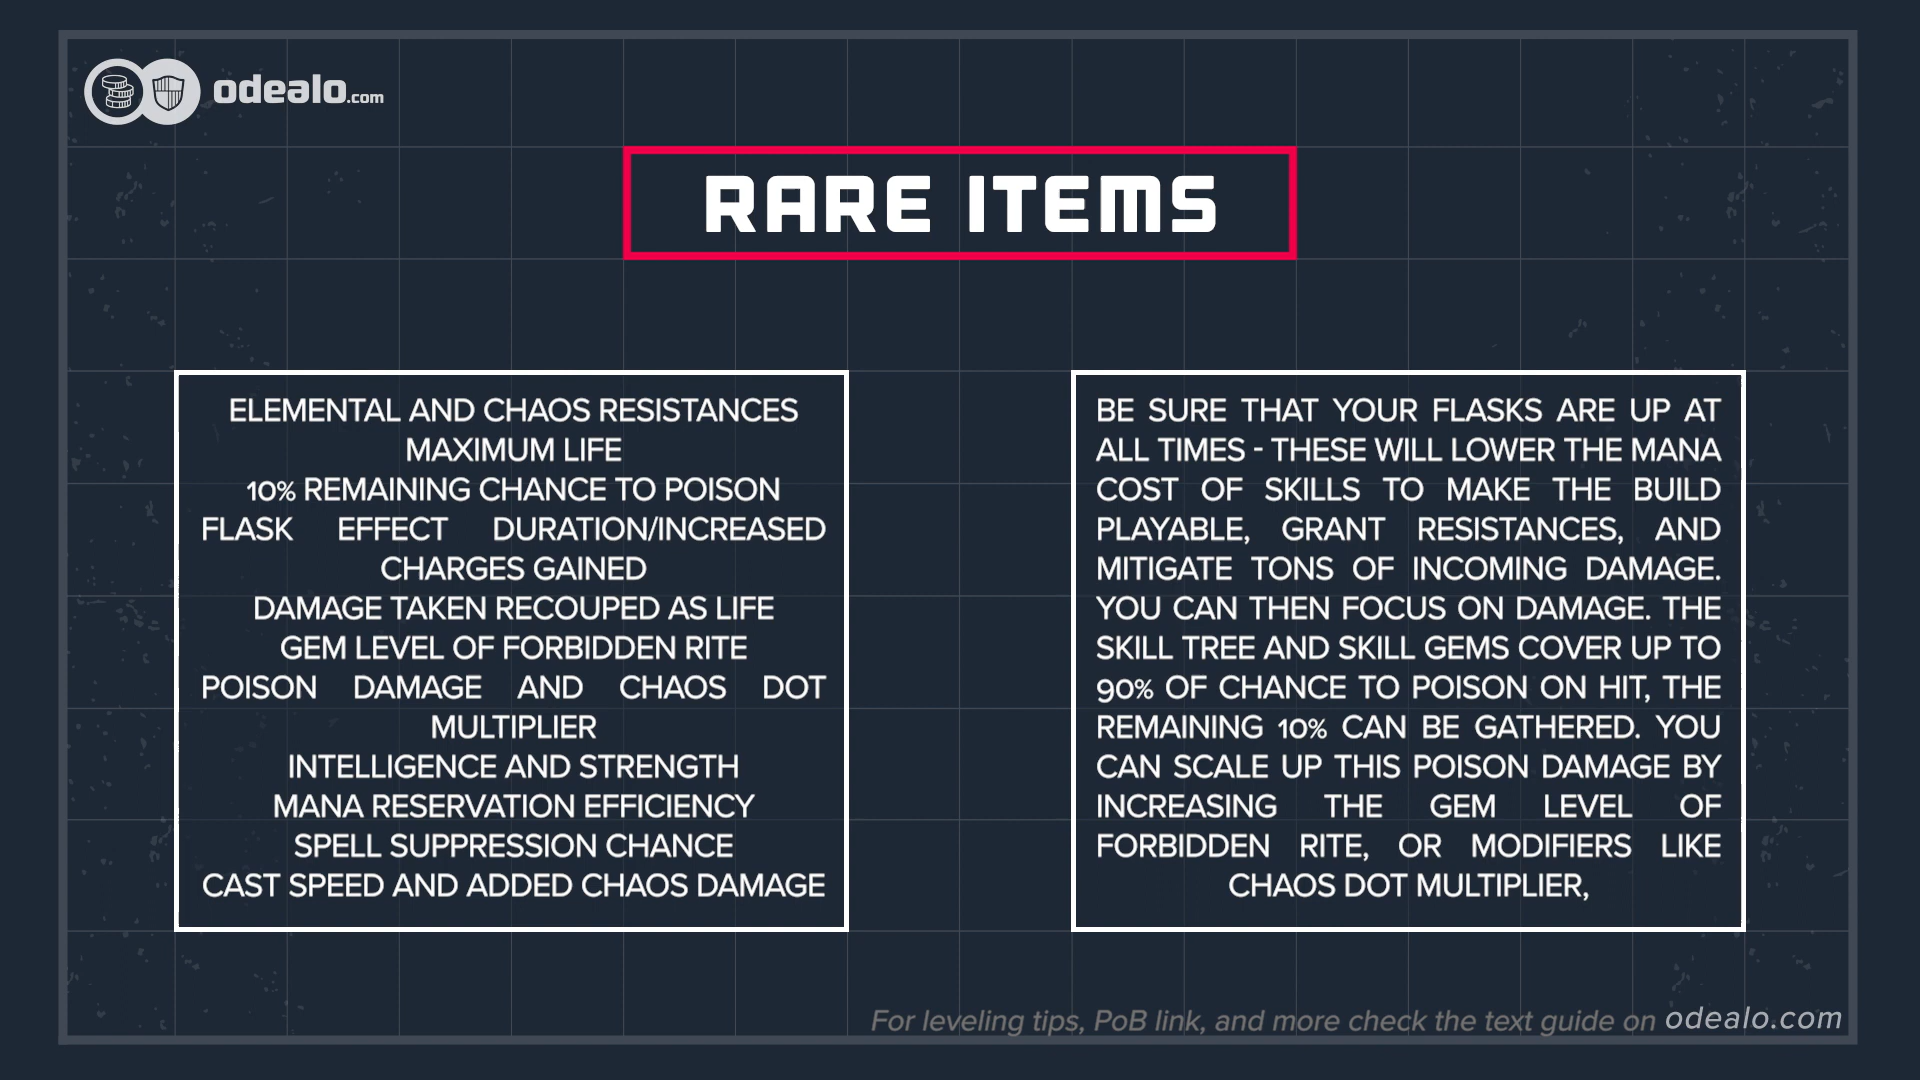 odealo.com
RARE ITEMS
ELEMENTAL AND CHAOS RESISTANCES
MAXIMUM LIFE
10% REMAINING CHANCE TO POISON
FLASK EFFECT DURATION/INCREASED
CHARGES GAINED
DAMAGE TAKEN RECOUPED AS LIFE
GEM LEVEL OF FORBIDDEN RITE
POISON DAMAGE AND CHAOS DOT
MULTIPLIER
INTELLIGENCE AND STRENGTH
MANA RESERVATION EFFICIENCY
SPELL SUPPRESSION CHANCE
CAST SPEED AND ADDED CHAOS DAMAGE
BE SURE THAT YOUR FLASKS ARE UP AT
ALL TIMES - THESE WILL LOWER THE MANA
COST OF SKILLS TO MAKE THE BUILD
PLAYABLE, GRANT RESISTANCES, AND
MITIGATE TONS OF INCOMING DAMAGE.
YOU CAN THEN FOCUS ON DAMAGE. THE
SKILL TREE AND SKILL GEMS COVER UP TO
90% OF CHANCE TO POISON ON HIT, THE
REMAINING 10% CAN BE GATHERED. YOU
CAN SCALE UP THIS POISON DAMAGE BY
INCREASING THE GEM LEVEL OF
FORBIDDEN RITE, OR MODIFIERS LIKE
CHAOS DOT MULTIPLIER,
For leveling tips, PoB link, and more check the text guide on odealo.com